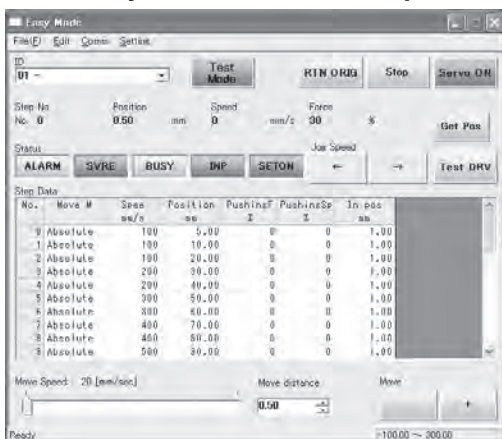 Easy Mode
File(F) Edit Comm Setting
ID
01 -
Test Mode
RTN ORIG
Stop
Servo ON
Step No. Position Speed Force
No. 0 0.50 mm 0 mm/s 30 %
Get Pos
Status
Jog Speed
ALARM SVRE BUSY INP SETON ← → Test DRV
Step Data
No. Move M Spee Position PushingF PushingSp In pos
mm/s mm % % mm
0 Absolute 100 5.00 0 0 1.00
1 Absolute 100 10.00 0 0 1.00
2 Absolute 100 20.00 0 0 1.00
3 Absolute 200 30.00 0 0 1.00
4 Absolute 200 40.00 0 0 1.00
5 Absolute 300 50.00 0 0 1.00
6 Absolute 300 60.00 0 0 1.00
7 Absolute 400 70.00 0 0 1.00
8 Absolute 400 80.00 0 0 1.00
9 Absolute 500 90.00 0 0 1.00
Move Speed: 20 [mm/sec] Move distance Move
0.50 - +
Ready -100.00 ~ 300.00